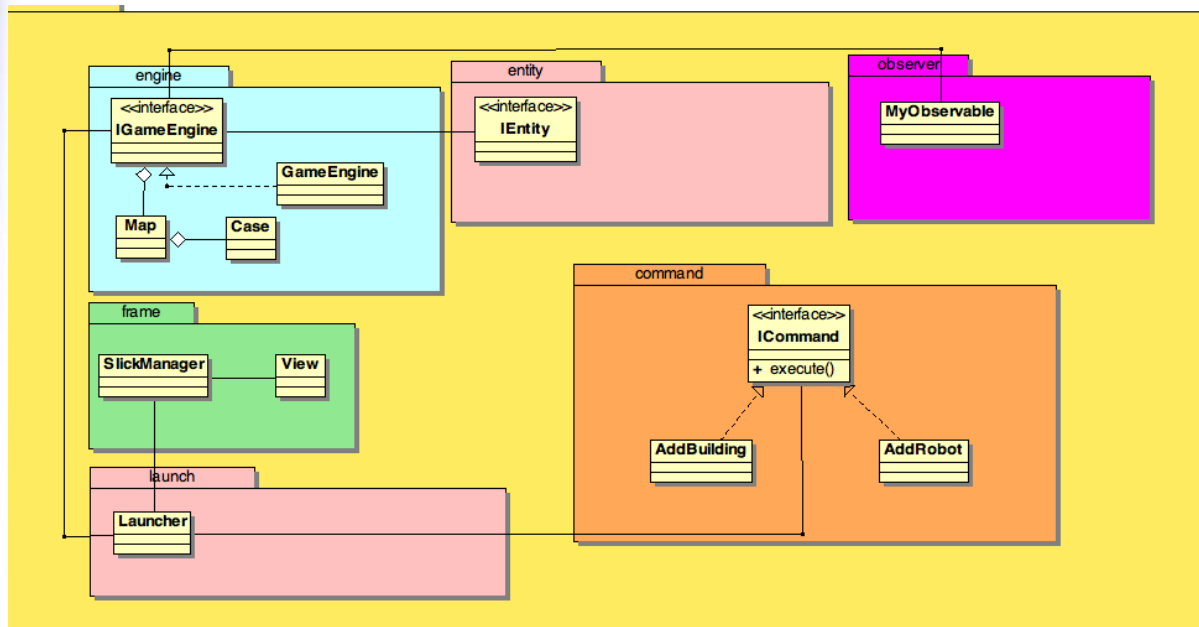 engine
<<interface>>
IGameEngine
GameEngine
Map
Case
entity
<<interface>>
IEntity
observer
MyObservable
frame
SlickManager
View
command
<<interface>>
ICommand
+ execute()
AddBuilding
AddRobot
launch
Launcher